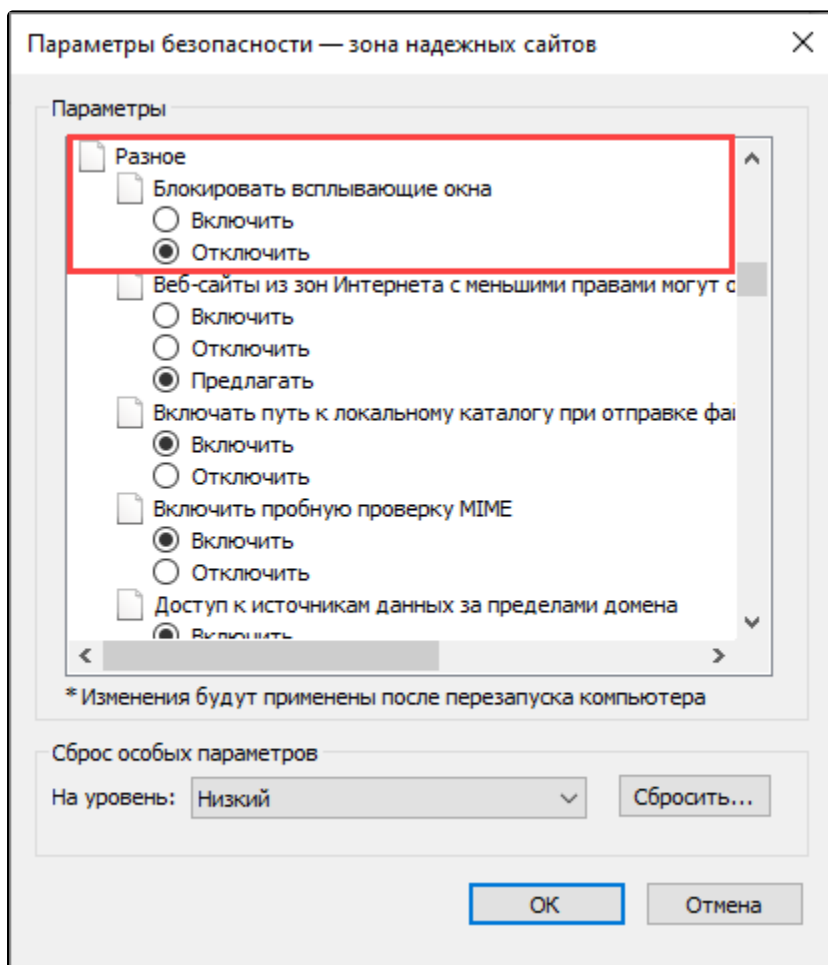 Параметры безопасности — зона надежных сайтов
Параметры
Разное
Блокировать всплывающие окна
Включить
Отключить
Веб-сайты из зон Интернета с меньшими правами могут о
Включить
Отключить
Предлагать
Включать путь к локальному каталогу при отправке фай
Включить
Отключить
Включить пробную проверку MIME
Включить
Отключить
Доступ к источникам данных за пределами домена
Включить
* Изменения будут применены после перезапуска компьютера
Сброс особых параметров
На уровень: Низкий Сбросить...
OK Отмена